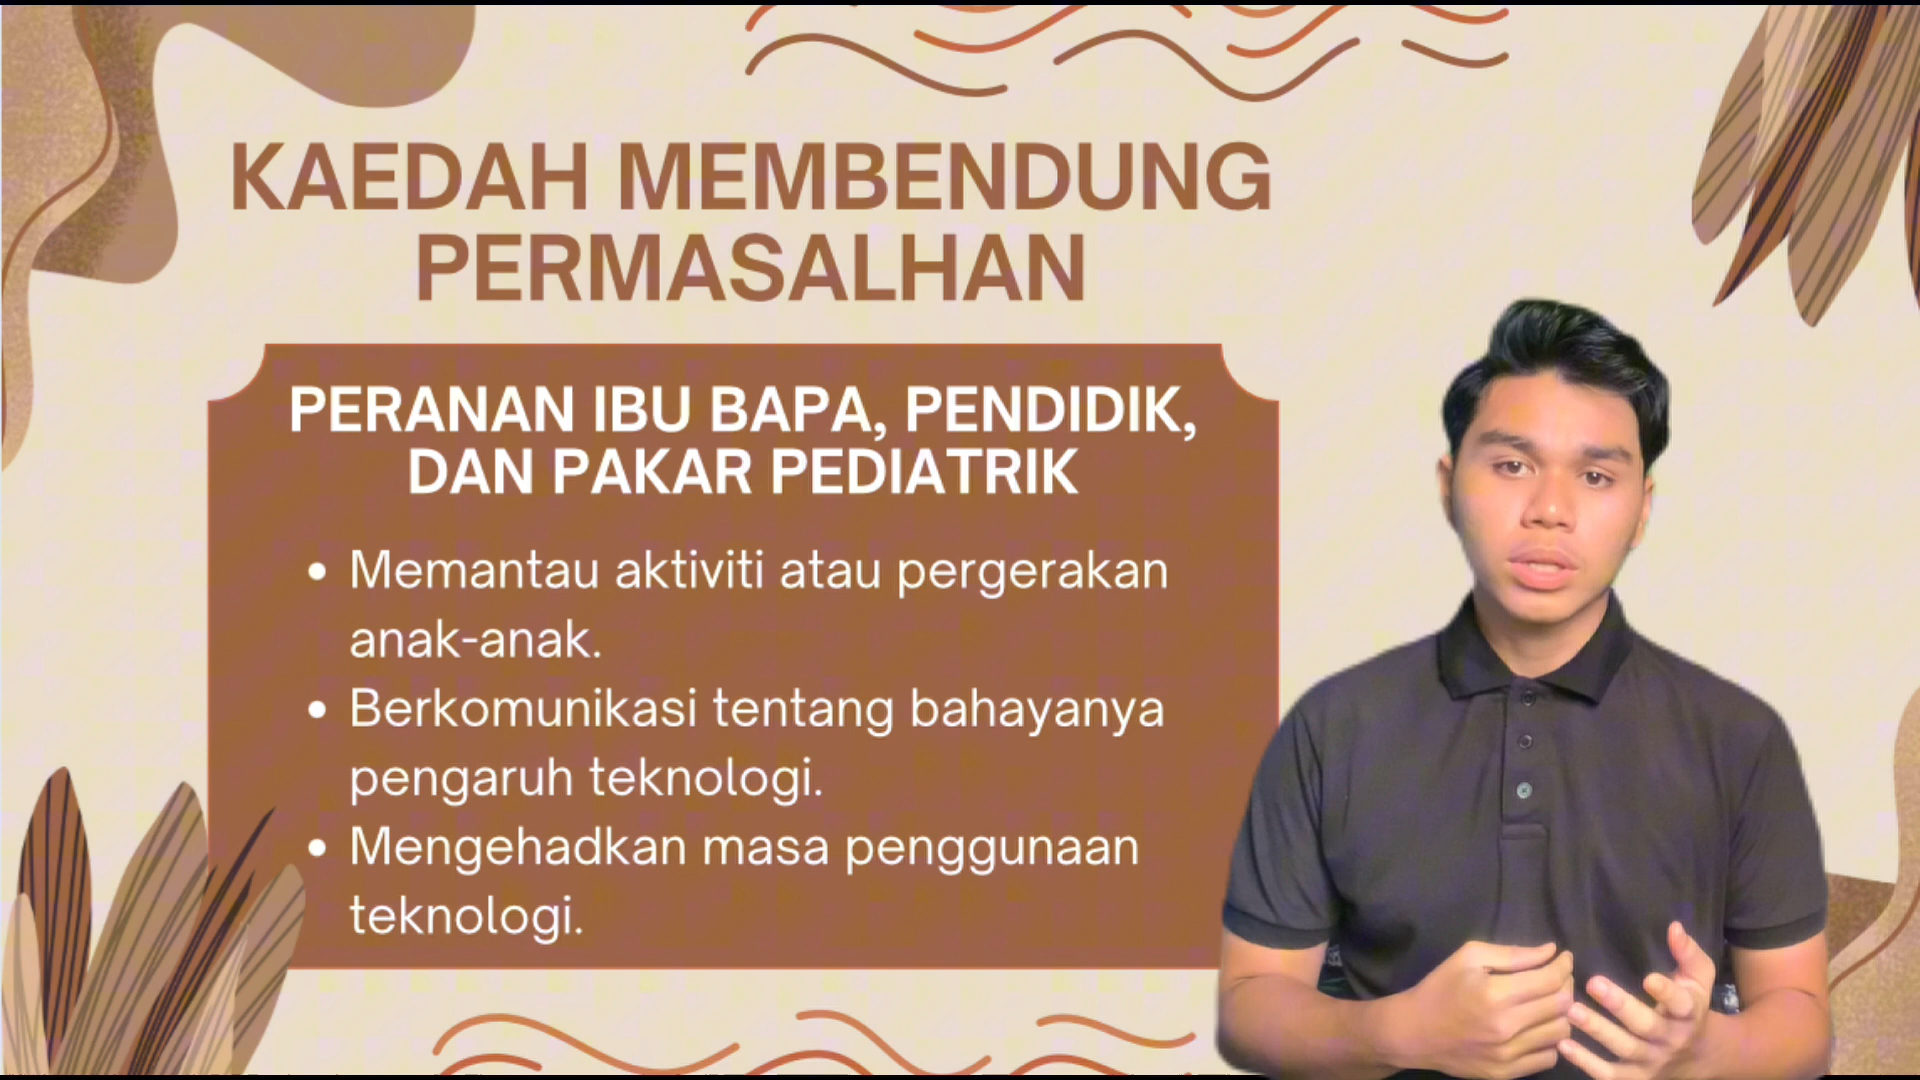 KAEDAH MEMBENDUNG
PERMASALHAN
PERANAN IBU BAPA, PENDIDIK,
DAN PAKAR PEDIATRIK
• Memantau aktiviti atau pergerakan
anak-anak.
• Berkomunikasi tentang bahayanya
pengaruh teknologi.
• Mengehadkan masa penggunaan
teknologi.